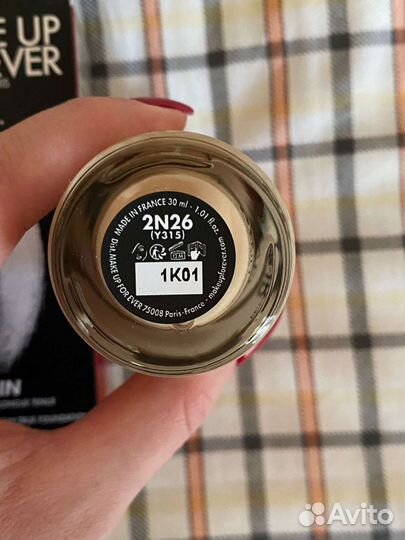 E UP
EVER
MADE IN FRANCE 30 ml - 1.01 fl.oz.
2N26
(Y315)
12 M
1K01
Dist. MAKE UP FOR EVER 75008 Paris-France - makeupforever.com
IN
Avito